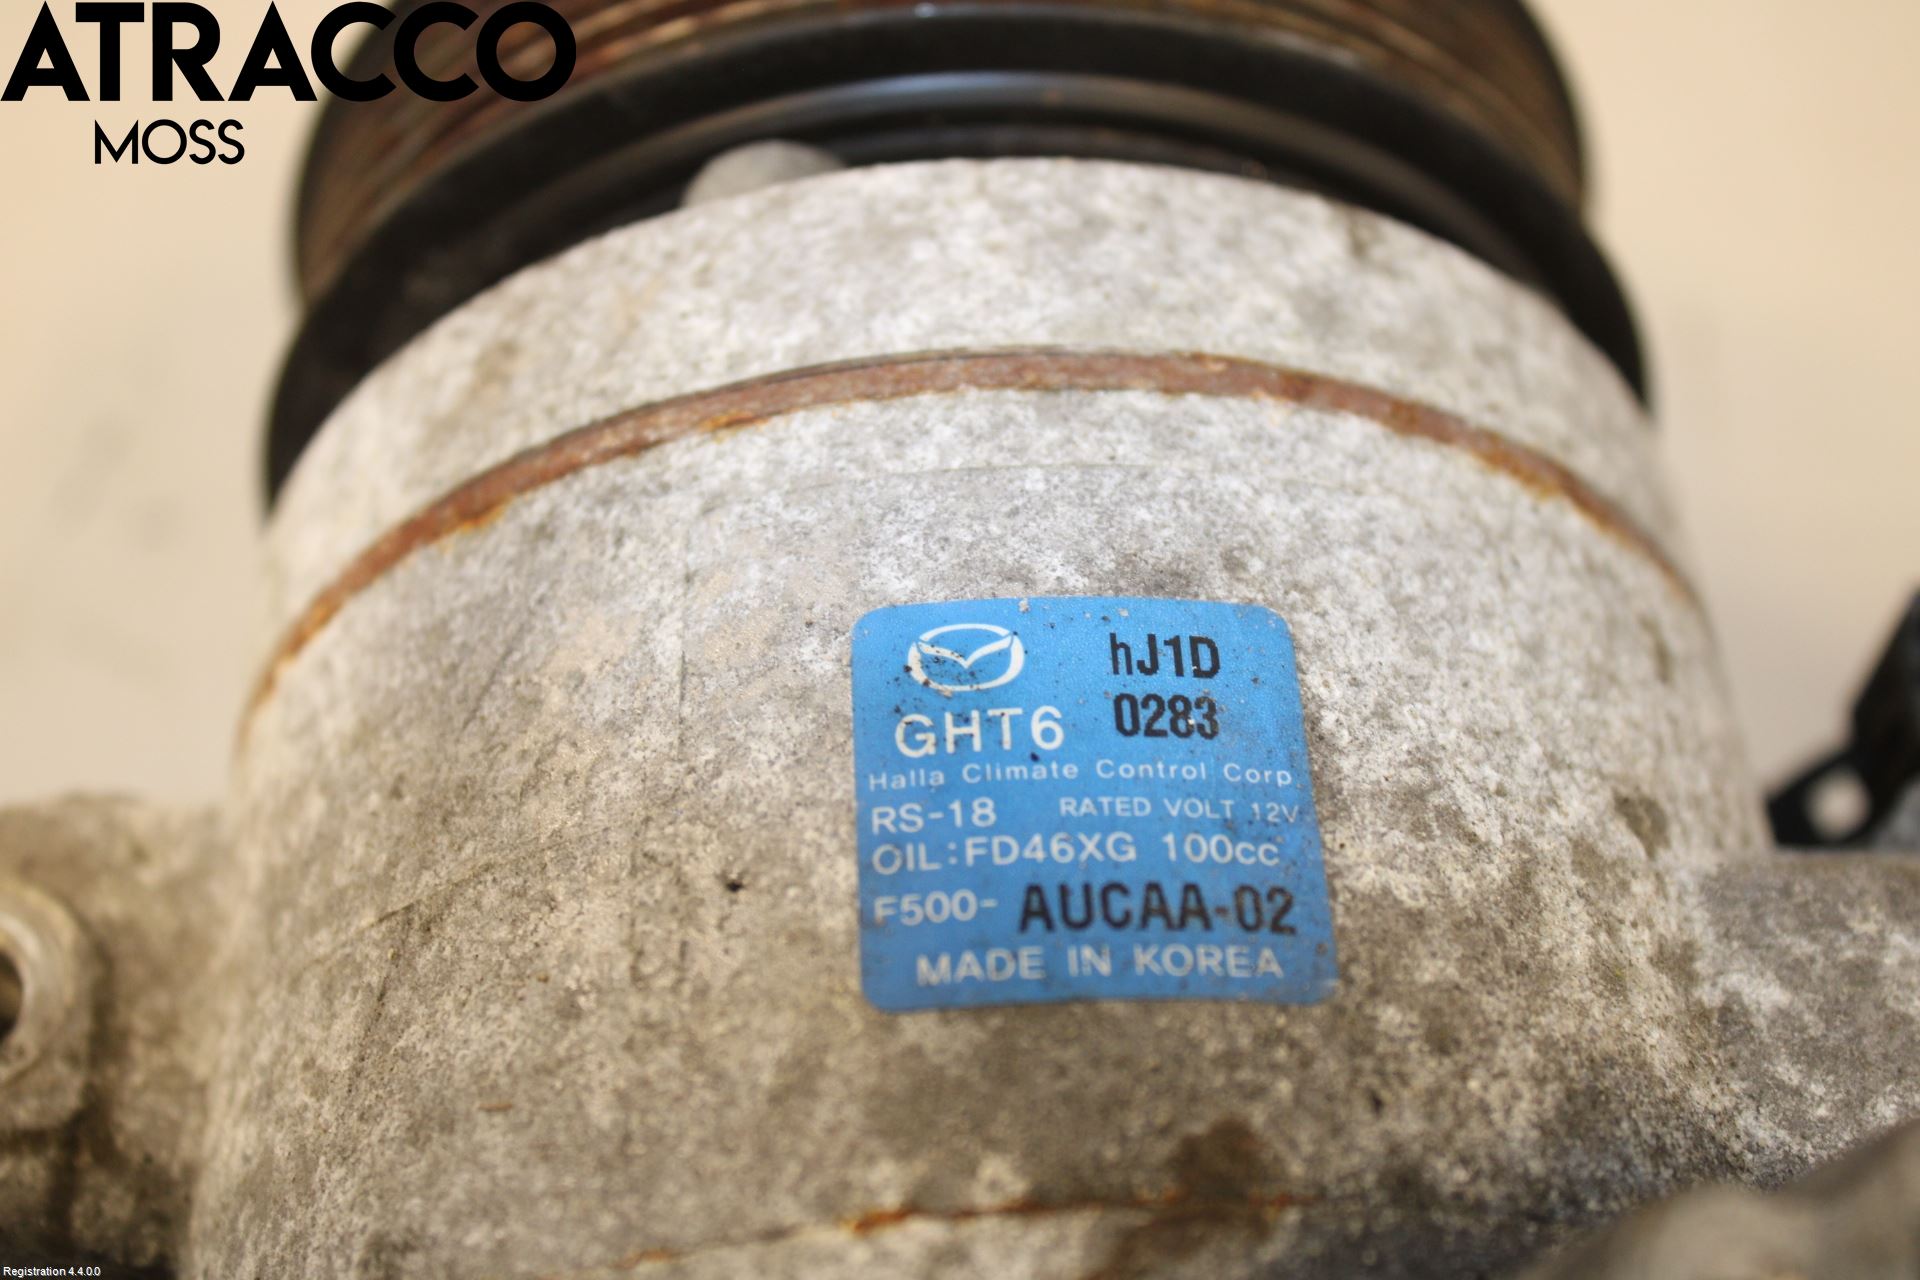 ATRACCO
MOSS
hJ1D
GHT6 0283
Halla Climate Control Corp
RS-18 RATED VOLT 12V
OIL:FD46XG 100cc
F500-AUCAA-02
MADE IN KOREA
Registration 4.4.0.0